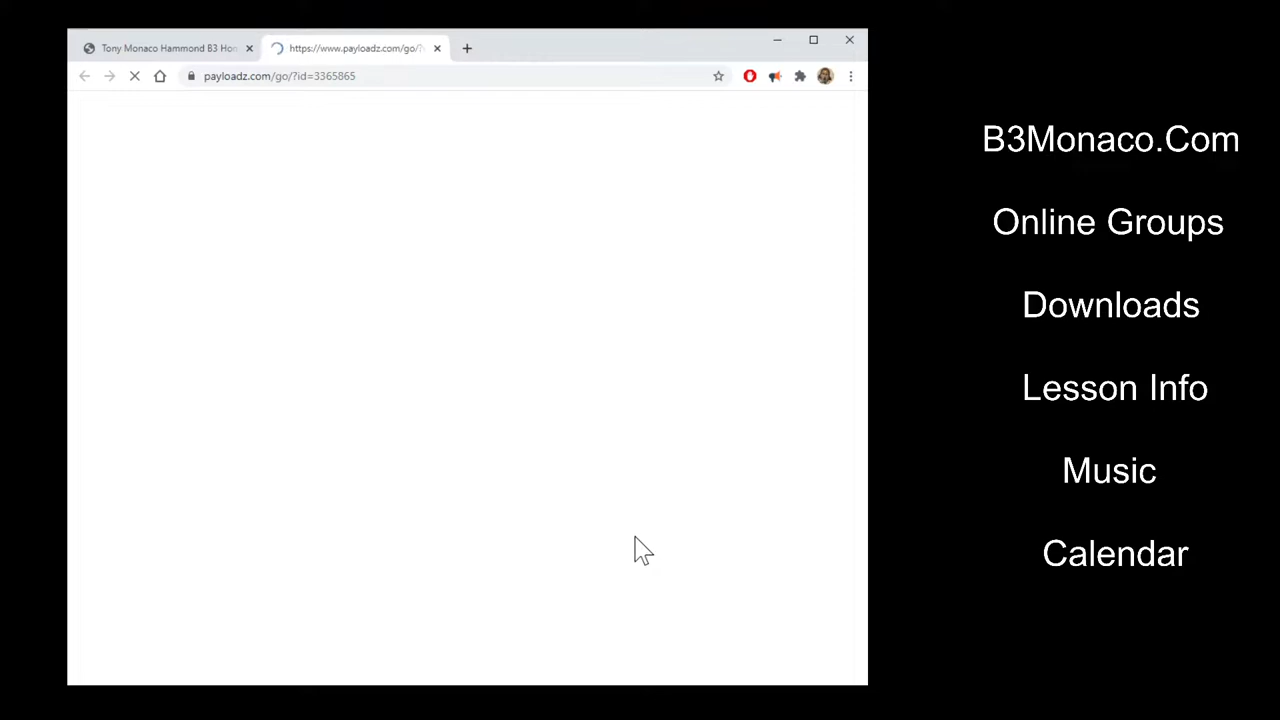 Tony Monaco Hammond B3 Hon
https://www.payloadz.com/go/?
payloadz.com/go/?id=3365865
B3Monaco.Com
Online Groups
Downloads
Lesson Info
Music
Calendar